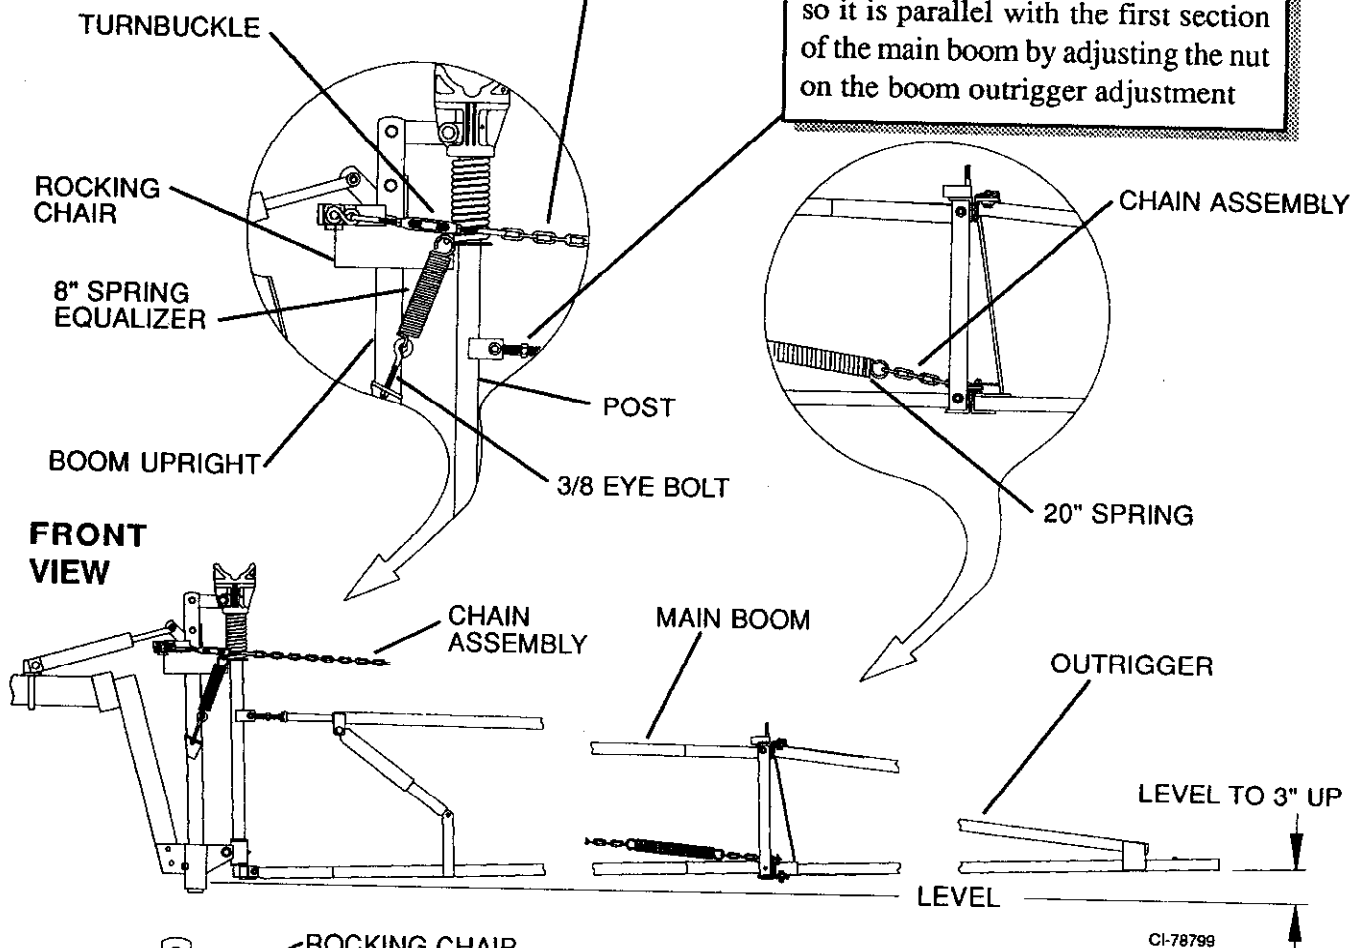 so it is parallel with the first section
of the main boom by adjusting the nut
on the boom outrigger adjustment
TURNBUCKLE
ROCKING
CHAIR
8" SPRING
EQUALIZER
BOOM UPRIGHT
POST
3/8 EYE BOLT
CHAIN ASSEMBLY
20" SPRING
FRONT
VIEW
CHAIN
ASSEMBLY
MAIN BOOM
OUTRIGGER
LEVEL TO 3" UP
LEVEL
CI-78799
ROCKING CHAIR